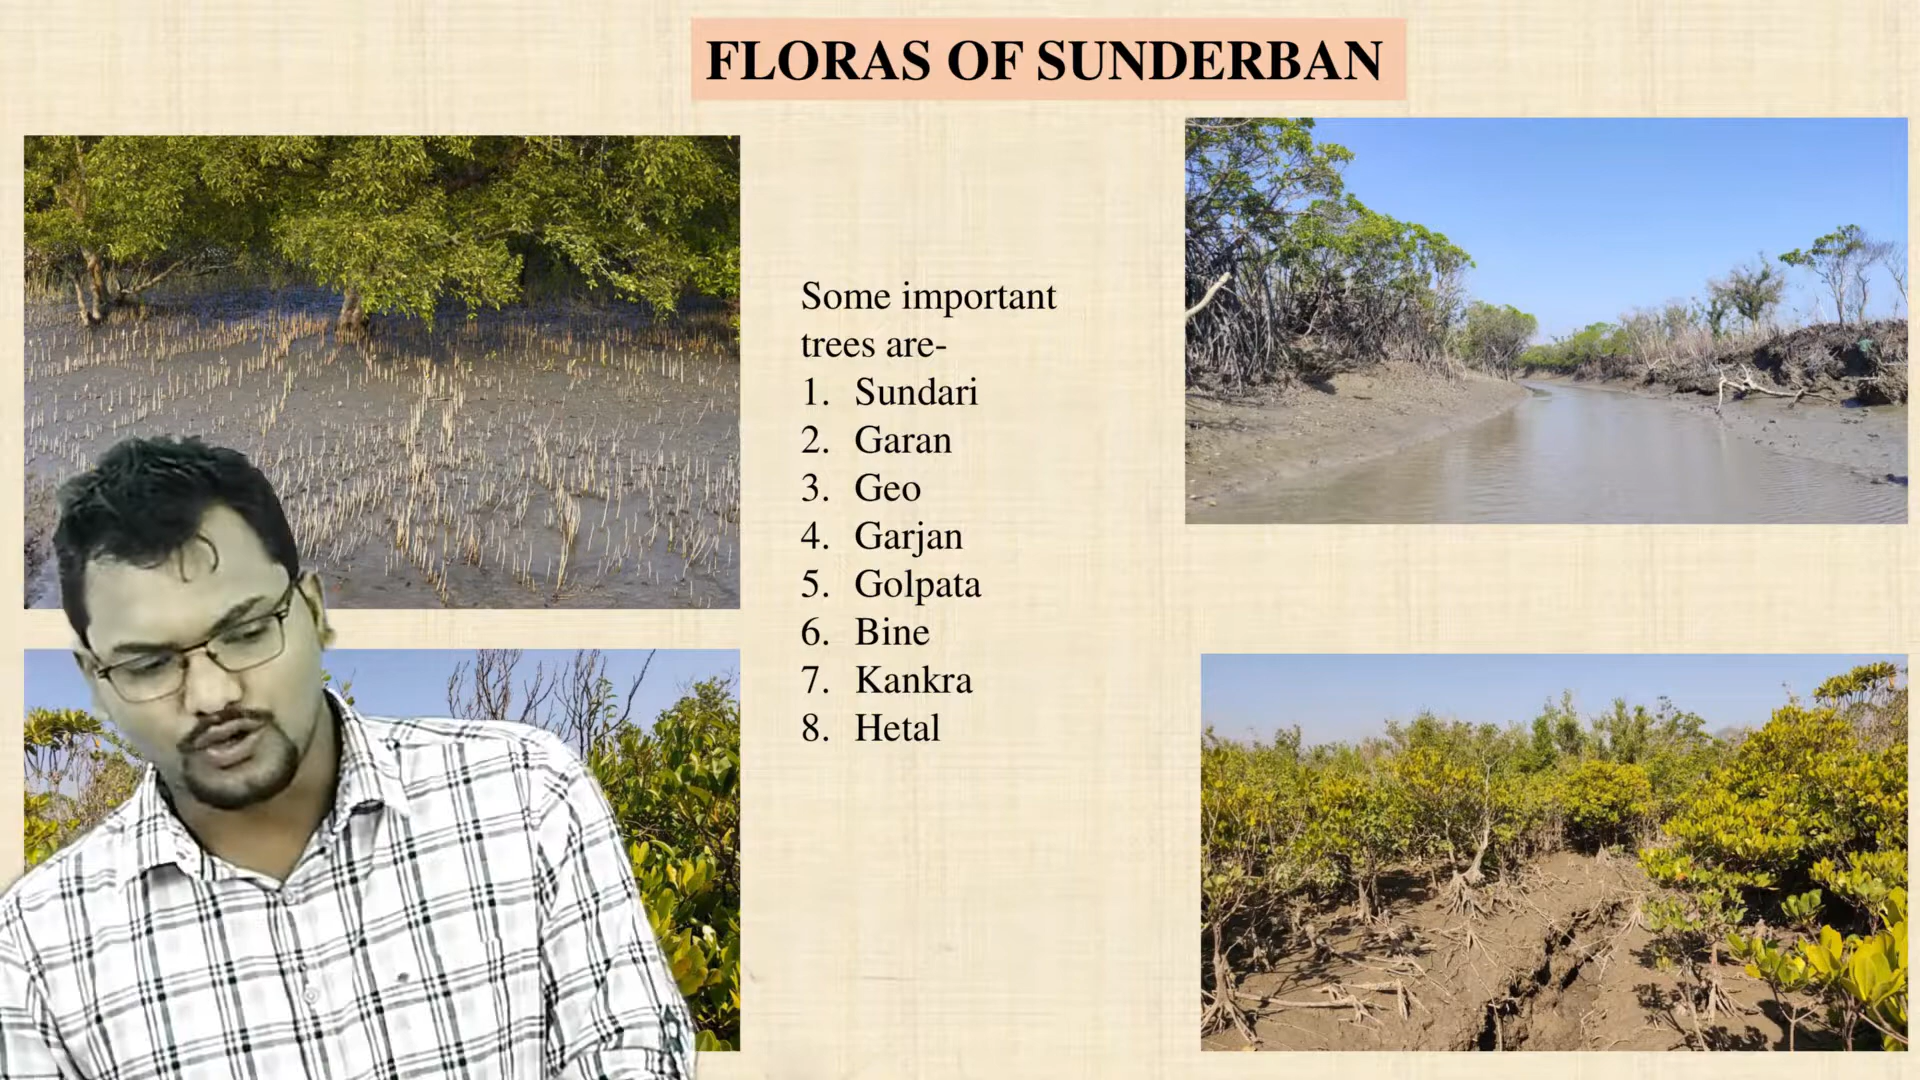 FLORAS OF SUNDERBAN
Some important
trees are-
1. Sundari
2. Garan
3. Geo
4. Garjan
5. Golpata
6. Bine
7. Kankra
8. Hetal